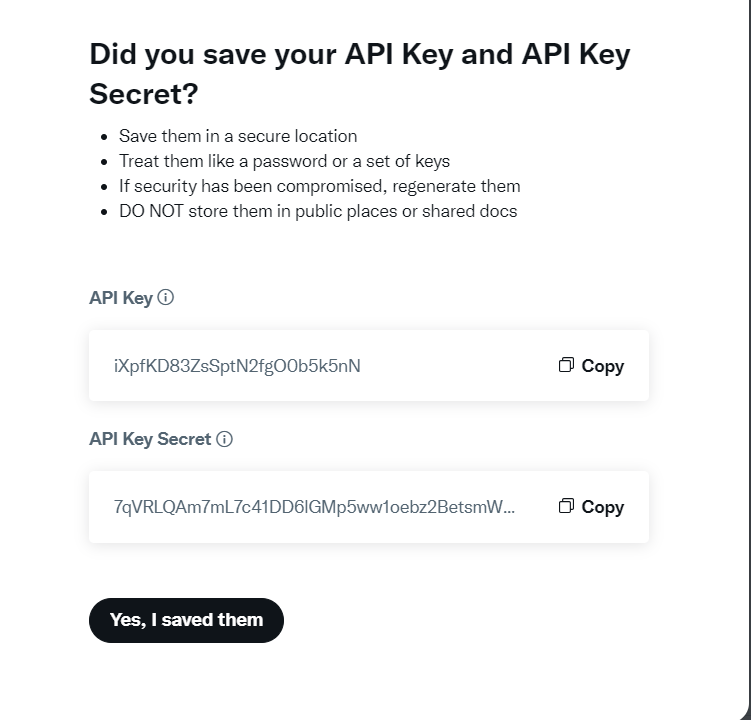 Did you save your API Key and API Key
Secret?
• Save them in a secure location
• Treat them like a password or a set of keys
• If security has been compromised, regenerate them
• DO NOT store them in public places or shared docs
API Key
iXpfKD83ZsSptN2fgO0b5k5nN
Copy
API Key Secret
7qVRLQAm7mL7c41DD6IGMp5ww1oebz2BetsmW...
Copy
Yes, I saved them